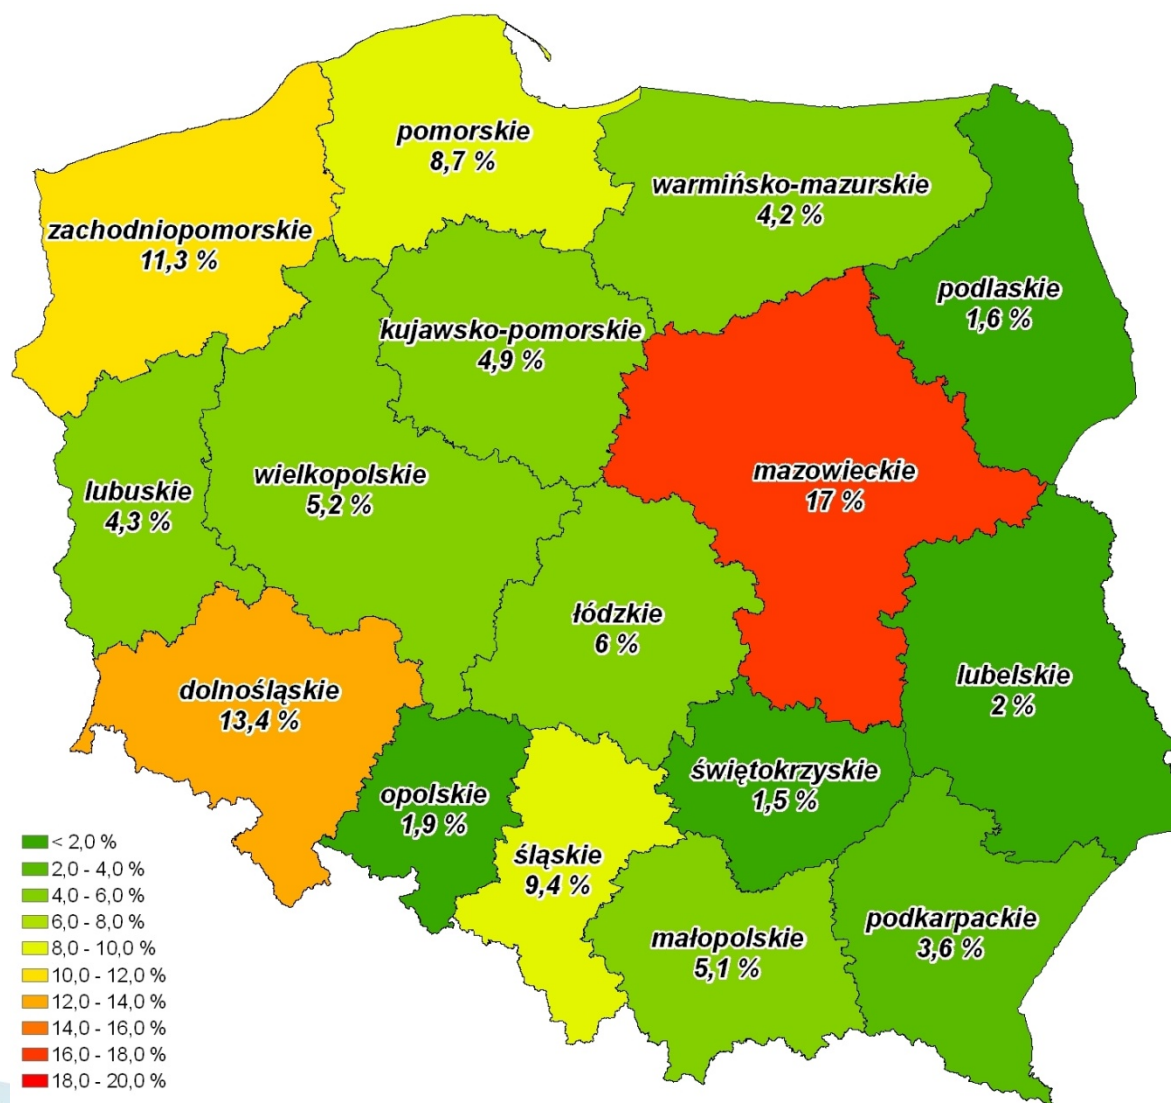 pomorskie
8,7 %
warmińsko-mazurskie
4,2 %
zachodniopomorskie
11,3 %
podlaskie
1,6 %
kujawsko-pomorskie
4,9 %
mazowieckie
17 %
wielkopolskie
5,2 %
lubuskie
4,3 %
łódzkie
6 %
lubelskie
2 %
dolnośląskie
13,4 %
świętokrzyskie
1,5 %
opolskie
1,9 %
śląskie
9,4 %
podkarpackie
3,6 %
małopolskie
5,1 %
< 2,0 %
2,0 - 4,0 %
4,0 - 6,0 %
6,0 - 8,0 %
8,0 - 10,0 %
10,0 - 12,0 %
12,0 - 14,0 %
14,0 - 16,0 %
16,0 - 18,0 %
18,0 - 20,0 %